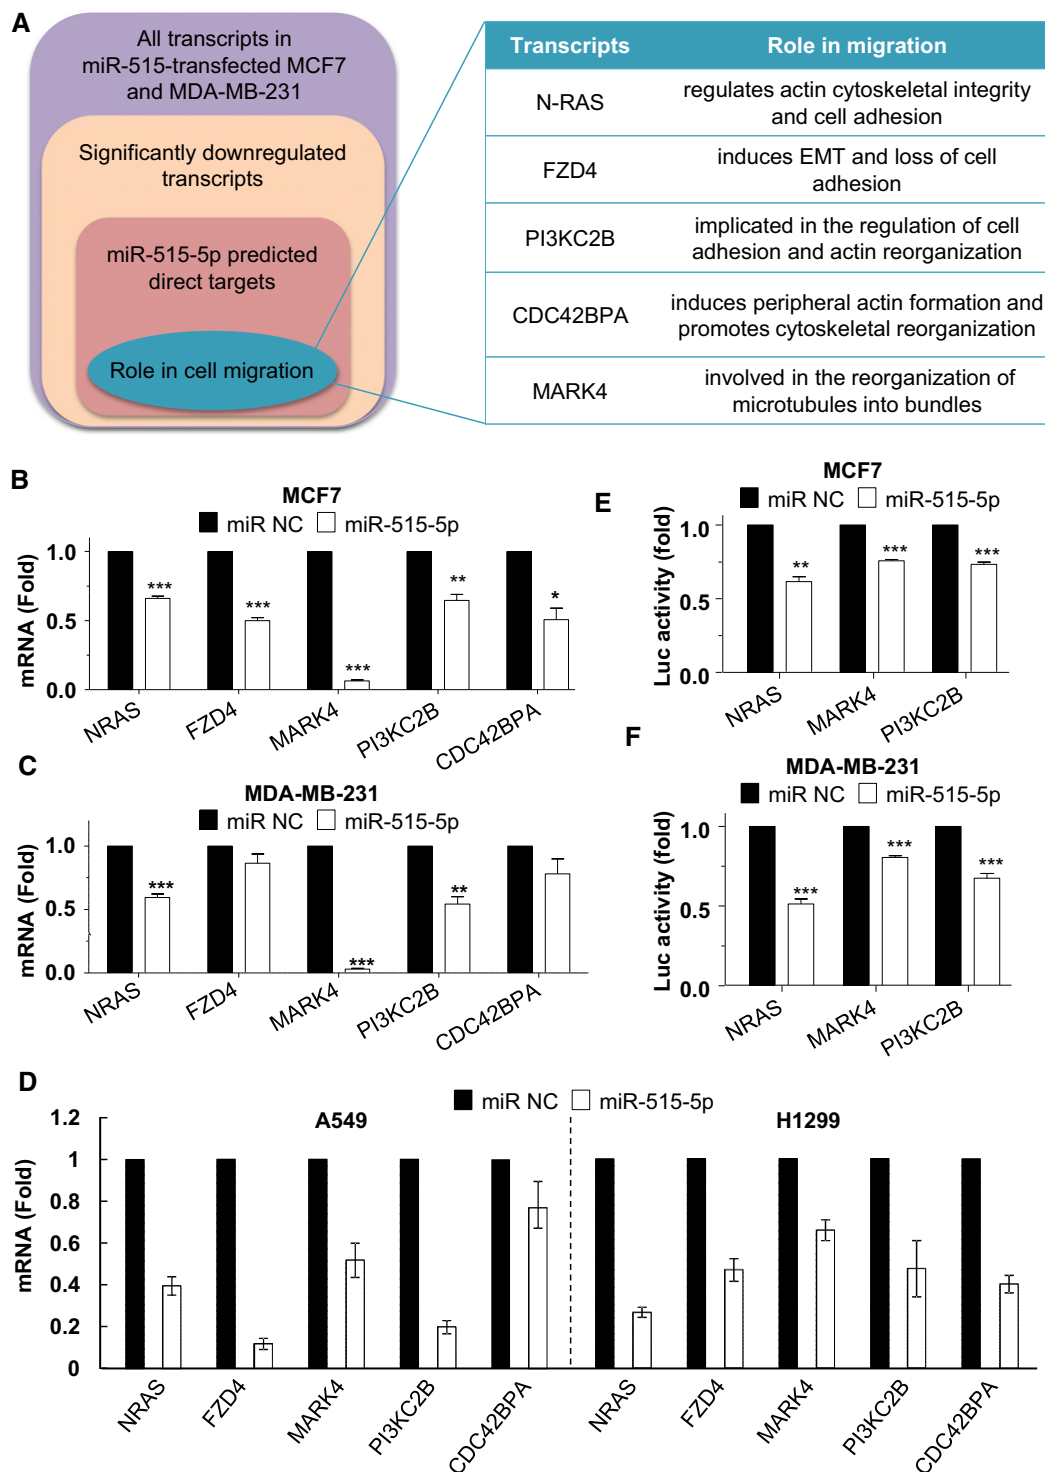 A
All transcripts in
miR-515-transfected MCF7
and MDA-MB-231
Significantly downregulated
transcripts
miR-515-5p predicted
direct targets
Role in cell migration
Transcripts Role in migration
N-RAS regulates actin cytoskeletal integrity
and cell adhesion
FZD4 induces EMT and loss of cell
adhesion
PI3KC2B implicated in the regulation of cell
adhesion and actin reorganization
CDC42BPA induces peripheral actin formation and
promotes cytoskeletal reorganization
MARK4 involved in the reorganization of
microtubules into bundles
B
MCF7
miR NC miR-515-5p
mRNA (Fold)
1.0
0.5
0.0
*** *** *** ** *
NRAS FZD4 MARK4 PI3KC2B CDC42BPA
C
MDA-MB-231
miR NC miR-515-5p
mRNA (Fold)
1.0
0.5
0.0
*** *** **
NRAS FZD4 MARK4 PI3KC2B CDC42BPA
E
MCF7
miR NC miR-515-5p
Luc activity (fold)
1.0
0.5
0.0
** *** ***
NRAS MARK4 PI3KC2B
F
MDA-MB-231
miR NC miR-515-5p
Luc activity (fold)
1.0
0.5
0.0
*** *** ***
NRAS MARK4 PI3KC2B
D
miR NC miR-515-5p
A549 H1299
mRNA (Fold)
1.2
1
0.8
0.6
0.4
0.2
0
NRAS FZD4 MARK4 PI3KC2B CDC42BPA NRAS FZD4 MARK4 PI3KC2B CDC42BPA